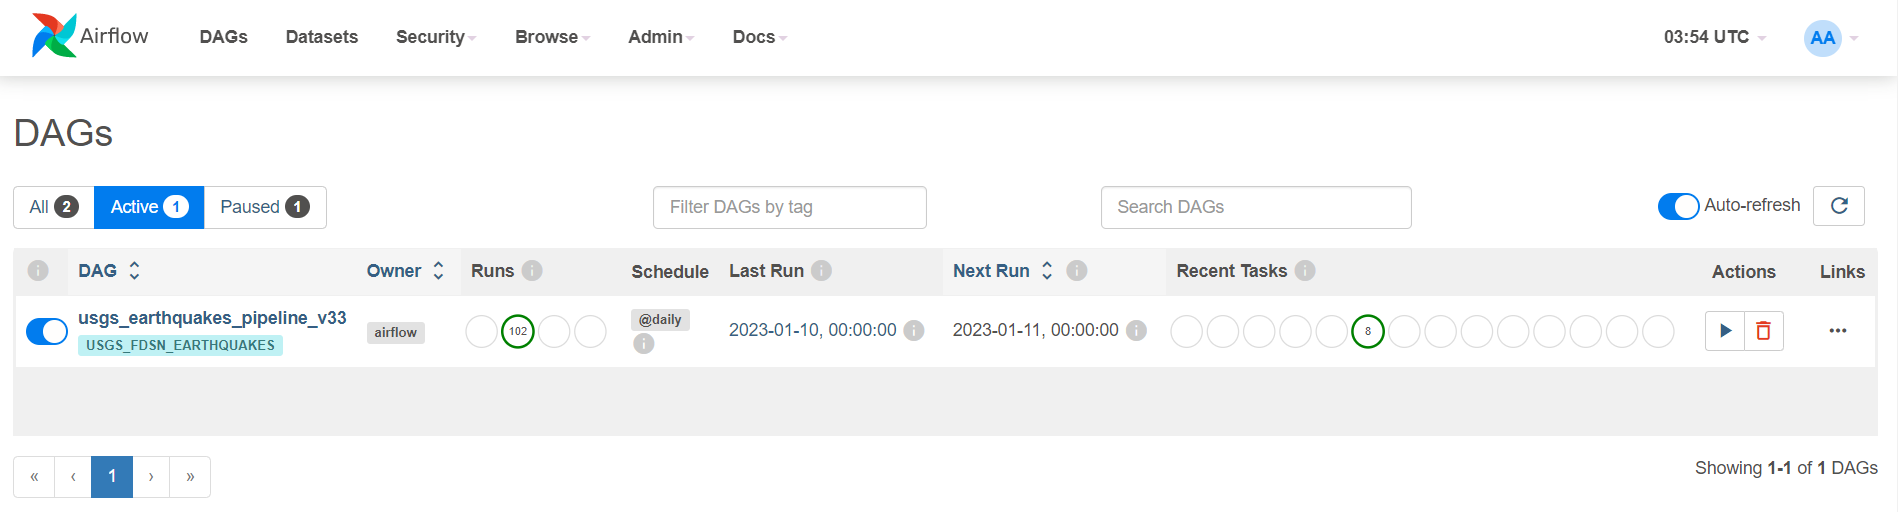 Airflow DAGs Datasets Security Browse Admin Docs 03:54 UTC AA
DAGs
All 2 Active 1 Paused 1 Filter DAGs by tag Search DAGs Auto-refresh
i DAG Owner Runs i Schedule Last Run i Next Run i Recent Tasks i Actions Links
usgs_earthquakes_pipeline_v33 airflow 102 @daily i 2023-01-10, 00:00:00 i 2023-01-11, 00:00:00 i 8 ...
USGS_FDSN_EARTHQUAKES
« ‹ 1 › » Showing 1-1 of 1 DAGs